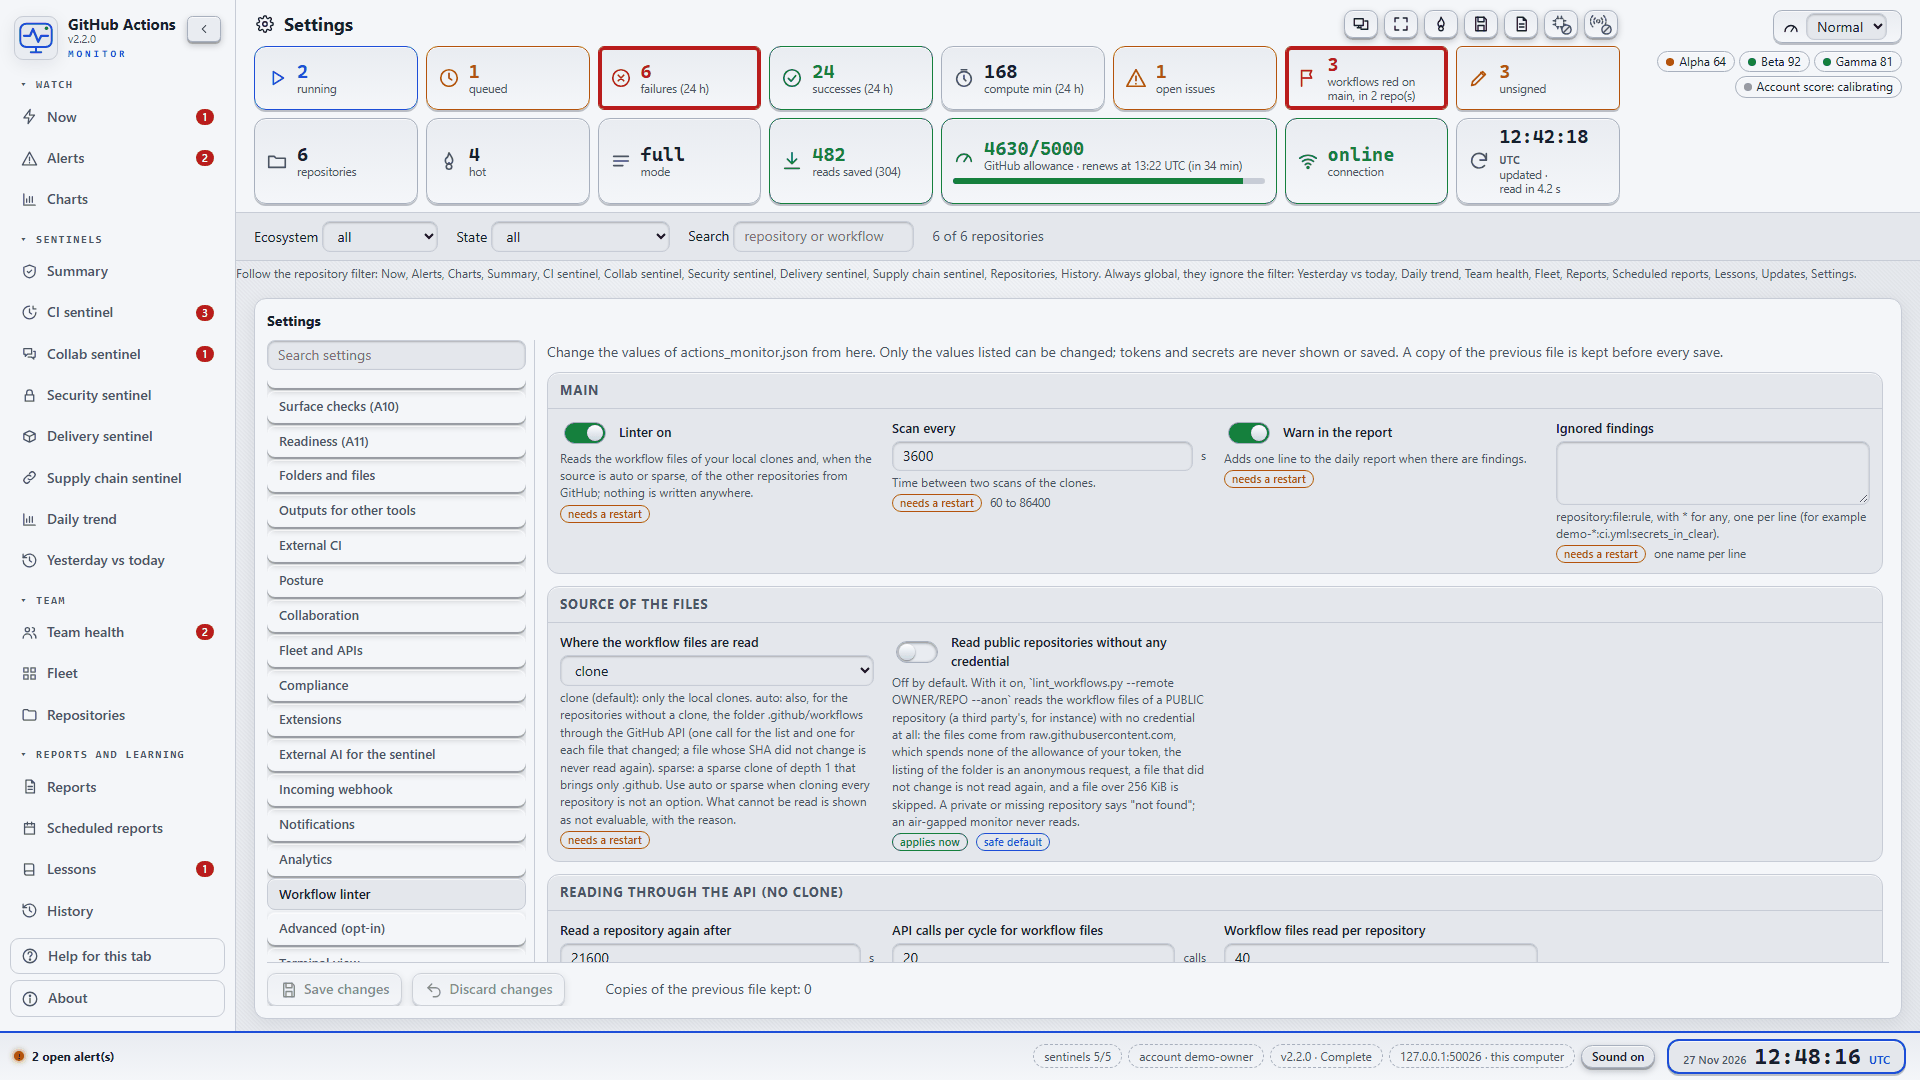 GitHub Actions
v2.2.0
MONITOR
WATCH
Now 1
Alerts 2
Charts
SENTINELS
Summary
CI sentinel 3
Collab sentinel 1
Security sentinel
Delivery sentinel
Supply chain sentinel
Daily trend
Yesterday vs today
TEAM
Team health 2
Fleet
Repositories
REPORTS AND LEARNING
Reports
Scheduled reports
Lessons 1
History
Help for this tab
About
Settings
Normal
2
running
1
queued
6
failures (24 h)
24
successes (24 h)
168
compute min (24 h)
1
open issues
3
workflows red on
main, in 2 repo(s)
3
unsigned
Alpha 64
Beta 92
Gamma 81
Account score: calibrating
6
repositories
4
hot
full
mode
482
reads saved (304)
4630/5000
GitHub allowance · renews at 13:22 UTC (in 34 min)
online
connection
12:42:18
UTC
updated ·
read in 4.2 s
Ecosystem all State all Search repository or workflow 6 of 6 repositories
Follow the repository filter: Now, Alerts, Charts, Summary, CI sentinel, Collab sentinel, Security sentinel, Delivery sentinel, Supply chain sentinel, Repositories, History. Always global, they ignore the filter: Yesterday vs today, Daily trend, Team health, Fleet, Reports, Scheduled reports, Lessons, Updates, Settings.
Settings
Search settings
Surface checks (A10)
Readiness (A11)
Folders and files
Outputs for other tools
External CI
Posture
Collaboration
Fleet and APIs
Compliance
Extensions
External AI for the sentinel
Incoming webhook
Notifications
Analytics
Workflow linter
Advanced (opt-in)
Terminal view
Change the values of actions_monitor.json from here. Only the values listed can be changed; tokens and secrets are never shown or saved. A copy of the previous file is kept before every save.
MAIN
Linter on
Reads the workflow files of your local clones and, when the
source is auto or sparse, of the other repositories from
GitHub; nothing is written anywhere.
needs a restart
Scan every
3600 s
Time between two scans of the clones.
needs a restart 60 to 86400
Warn in the report
Adds one line to the daily report when there are findings.
needs a restart
Ignored findings
repository:file:rule, with * for any, one per line (for example
demo-*:ci.yml:secrets_in_clear).
needs a restart one name per line
SOURCE OF THE FILES
Where the workflow files are read
clone
clone (default): only the local clones. auto: also, for the
repositories without a clone, the folder .github/workflows
through the GitHub API (one call for the list and one for
each file that changed; a file whose SHA did not change is
never read again). sparse: a sparse clone of depth 1 that
brings only .github. Use auto or sparse when cloning every
repository is not an option. What cannot be read is shown
as not evaluable, with the reason.
needs a restart
Read public repositories without any
credential
Off by default. With it on, `lint_workflows.py --remote
OWNER/REPO --anon` reads the workflow files of a PUBLIC
repository (a third party's, for instance) with no credential
at all: the files come from raw.githubusercontent.com,
which spends none of the allowance of your token, the
listing of the folder is an anonymous request, a file that did
not change is not read again, and a file over 256 KiB is
skipped. A private or missing repository says "not found";
an air-gapped monitor never reads.
applies now safe default
READING THROUGH THE API (NO CLONE)
Read a repository again after
21600 s
API calls per cycle for workflow files
20 calls
Workflow files read per repository
40
Save changes
Discard changes
Copies of the previous file kept: 0
2 open alert(s)
sentinels 5/5
account demo-owner
v2.2.0 · Complete
127.0.0.1:50026 · this computer
Sound on
27 Nov 2026 12:48:16 UTC